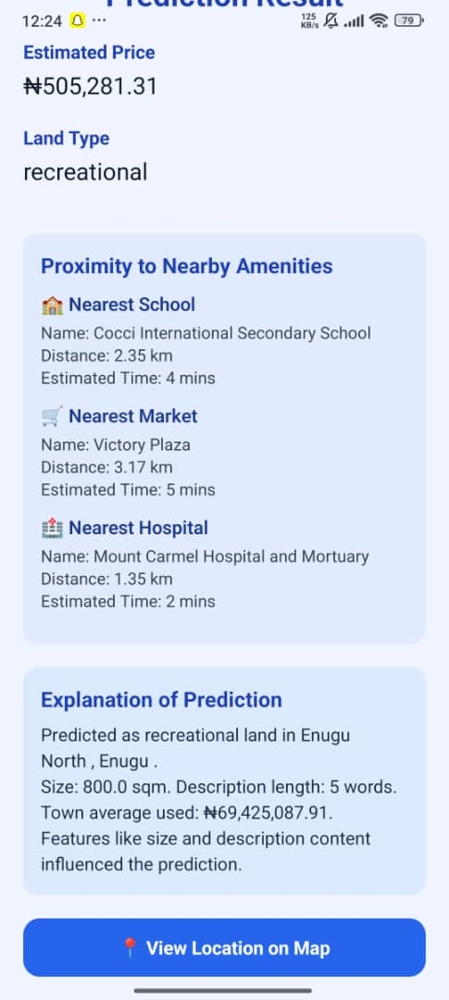 Prediction Result
12:24 ... 125 KB/s 79
Estimated Price
₦505,281.31
Land Type
recreational
Proximity to Nearby Amenities
🏫 Nearest School
Name: Cocci International Secondary School
Distance: 2.35 km
Estimated Time: 4 mins
🛒 Nearest Market
Name: Victory Plaza
Distance: 3.17 km
Estimated Time: 5 mins
🏥 Nearest Hospital
Name: Mount Carmel Hospital and Mortuary
Distance: 1.35 km
Estimated Time: 2 mins
Explanation of Prediction
Predicted as recreational land in Enugu
North , Enugu .
Size: 800.0 sqm. Description length: 5 words.
Town average used: ₦69,425,087.91.
Features like size and description content
influenced the prediction.
📍 View Location on Map